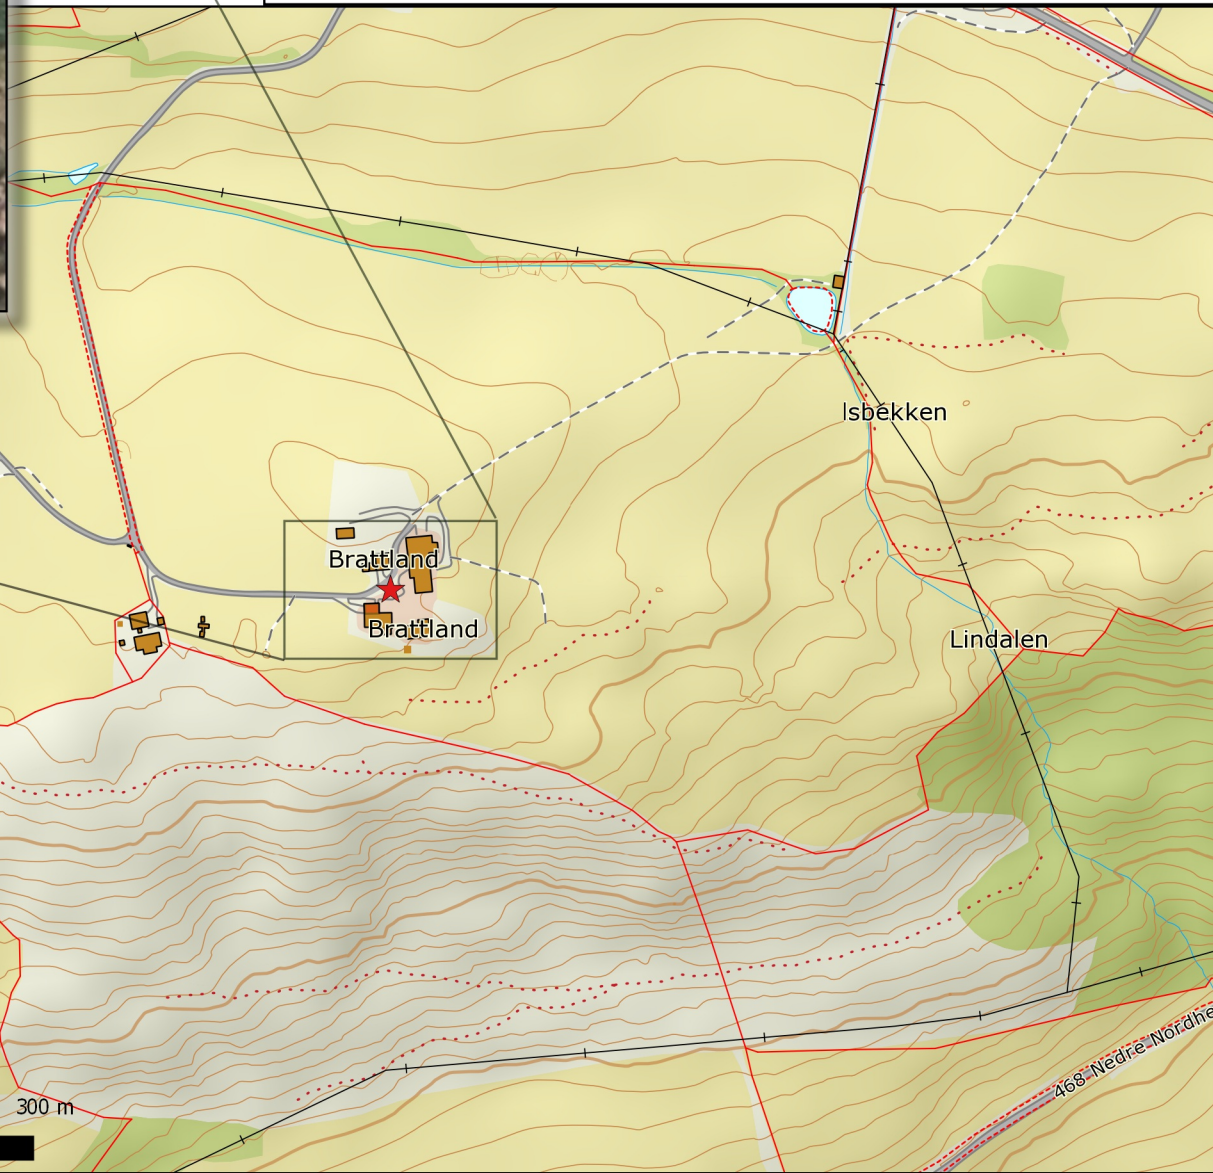 Isbekken
Brattland
Brattland
Lindalen
468 Nedre Nordhe
300 m